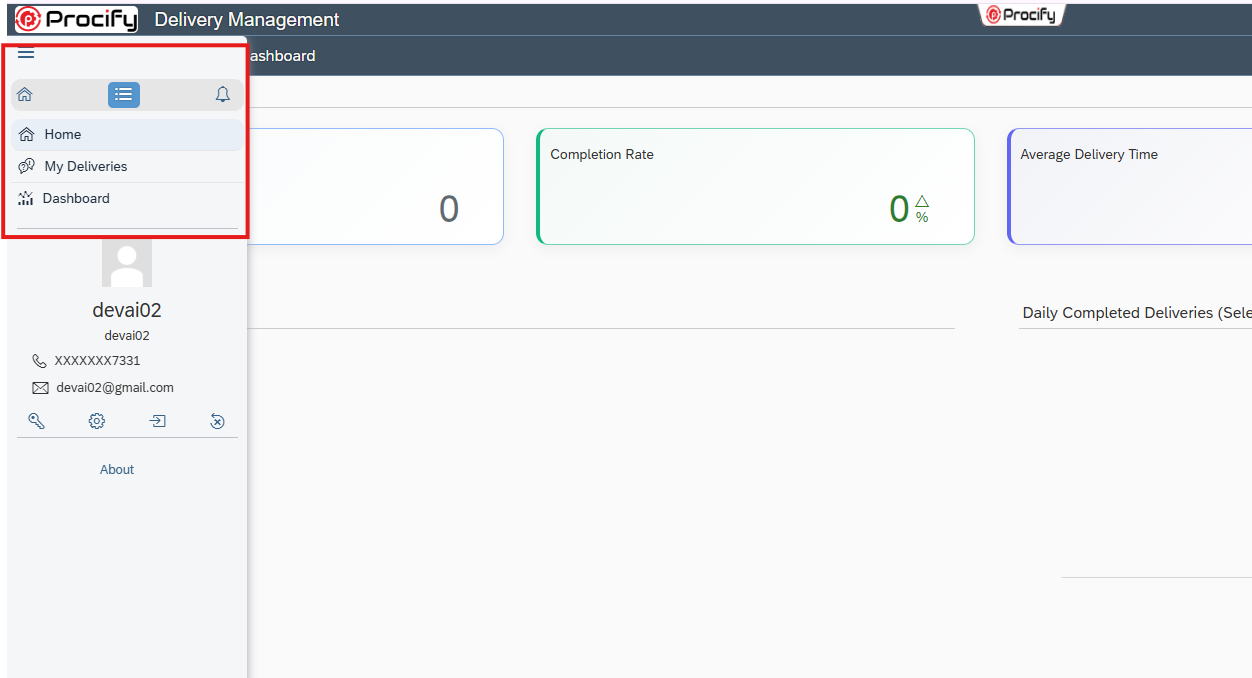 Procify Delivery Management
Procify
ashboard
Home
My Deliveries
Dashboard
0
Completion Rate
0
%
Average Delivery Time
devai02
devai02
XXXXXXX7331
devai02@gmail.com
About
Daily Completed Deliveries (Sele